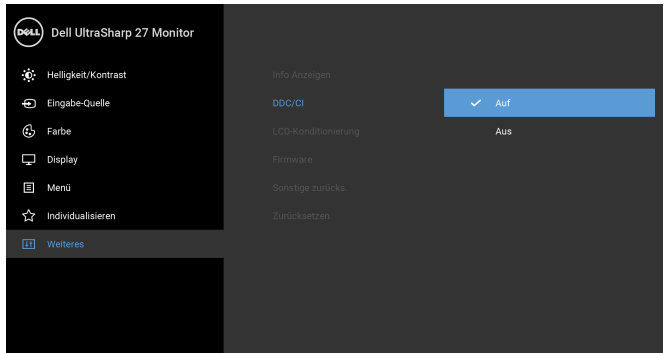 DELL Dell UltraSharp 27 Monitor
Helligkeit/Kontrast
Eingabe-Quelle
Farbe
Display
Menü
Individualisieren
Weiteres
Info Anzeigen
DDC/CI
LCD-Konditionierung
Firmware
Sonstige zurücks.
Zurücksetzen
Auf
Aus